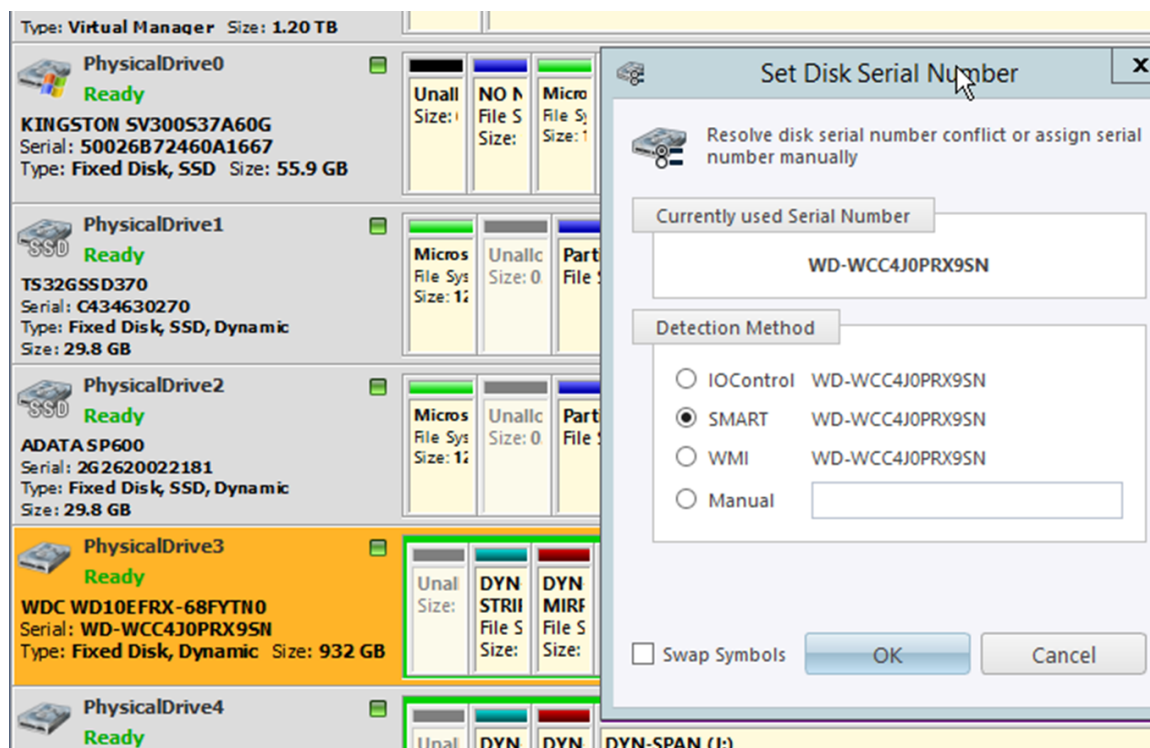 Type: Virtual Manager Size: 1.20 TB
PhysicalDrive0
Ready
KINGSTON SV300S37A60G
Serial: 50026B72460A1667
Type: Fixed Disk, SSD Size: 55.9 GB
Unall
Size:
NO N
File S
Size:
Micro
File Sy
Size: 1
PhysicalDrive1
Ready
SSD
TS32GSSD370
Serial: C434630270
Type: Fixed Disk, SSD, Dynamic
Size: 29.8 GB
Micros
File Sys
Size: 12
Unallc
Size: 0.
Parti
File S
PhysicalDrive2
Ready
SSD
ADATA SP600
Serial: 2G2620022181
Type: Fixed Disk, SSD, Dynamic
Size: 29.8 GB
Micros
File Sys
Size: 12
Unallc
Size: 0.
Parti
File S
PhysicalDrive3
Ready
WDC WD10EFRX-68FYTN0
Serial: WD-WCC4J0PRX9SN
Type: Fixed Disk, Dynamic Size: 932 GB
Unal
Size:
DYN
STRII
File S
Size:
DYN
MIRF
File S
Size:
PhysicalDrive4
Ready
Unal
DYN
DYN
DYN-SPAN (J:)
Set Disk Serial Number
X
Resolve disk serial number conflict or assign serial
number manually
Currently used Serial Number
WD-WCC4J0PRX9SN
Detection Method
IOControl WD-WCC4J0PRX9SN
SMART WD-WCC4J0PRX9SN
WMI WD-WCC4J0PRX9SN
Manual
Swap Symbols
OK
Cancel